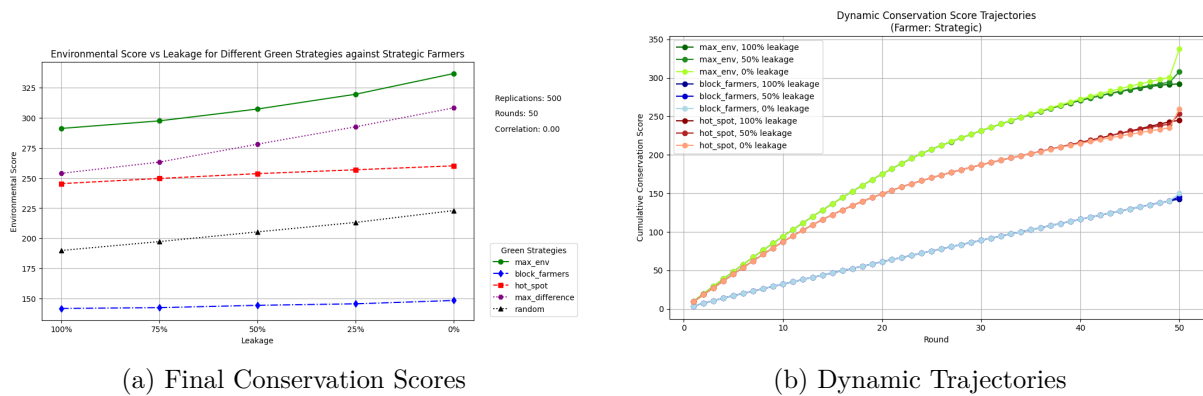 Environmental Score vs Leakage for Different Green Strategies against Strategic Farmers
Environmental Score
325
300
275
250
225
200
175
150
100%
75%
50%
25%
0%
Leakage
Replications: 500
Rounds: 50
Correlation: 0.00
Green Strategies
max_env
block_farmers
hot_spot
max_difference
random
(a) Final Conservation Scores
Dynamic Conservation Score Trajectories
(Farmer: Strategic)
Cumulative Conservation Score
350
300
250
200
150
100
50
0
max_env, 100% leakage
max_env, 50% leakage
max_env, 0% leakage
block_farmers, 100% leakage
block_farmers, 50% leakage
block_farmers, 0% leakage
hot_spot, 100% leakage
hot_spot, 50% leakage
hot_spot, 0% leakage
0
10
20
30
40
50
Round
(b) Dynamic Trajectories